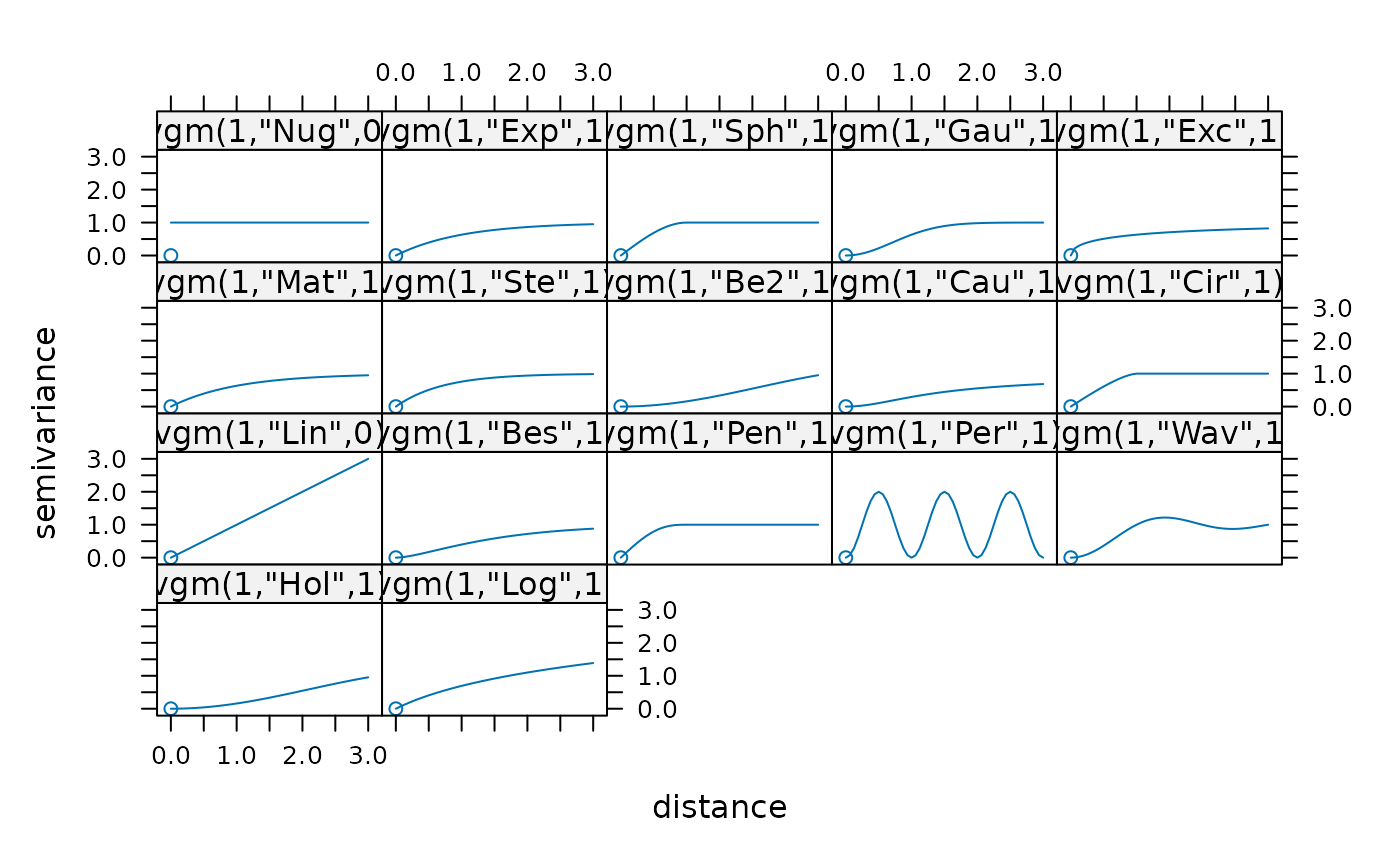 0.0 1.0 2.0 3.0 0.0 1.0 2.0 3.0
vgm(1,"Nug",0 vgm(1,"Exp",1 vgm(1,"Sph",1 vgm(1,"Gau",1 vgm(1,"Exc",1
3.0
2.0
1.0
0.0
vgm(1,"Mat",1 vgm(1,"Ste",1) vgm(1,"Be2",1 vgm(1,"Cau",1 vgm(1,"Cir",1)
3.0
2.0
1.0
0.0
semivariance
vgm(1,"Lin",0) vgm(1,"Bes",1 vgm(1,"Pen",1 vgm(1,"Per",1) vgm(1,"Wav",1
3.0
2.0
1.0
0.0
vgm(1,"Hol",1) vgm(1,"Log",1
3.0
2.0
1.0
0.0
0.0 1.0 2.0 3.0
distance